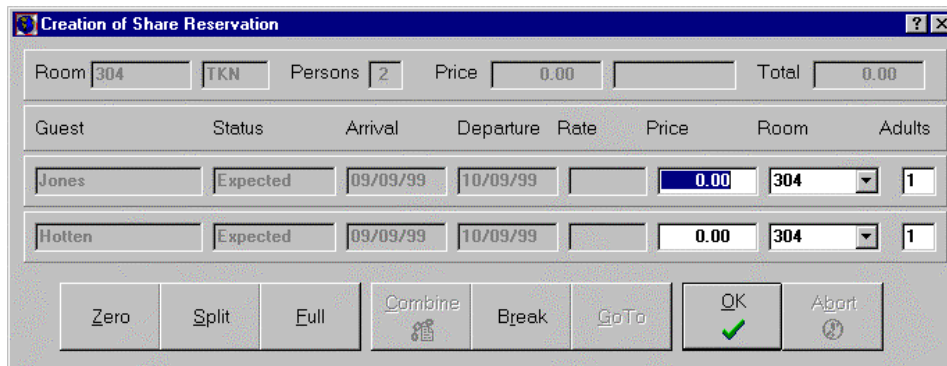 Creation of Share Reservation
Room 304 TKN Persons 2 Price 0.00 Total 0.00
Guest Status Arrival Departure Rate Price Room Adults
Jones Expected 09/09/99 10/09/99 0.00 304 1
Hotten Expected 09/09/99 10/09/99 0.00 304 1
Zero Split Full Combine Break GoTo OK Abort